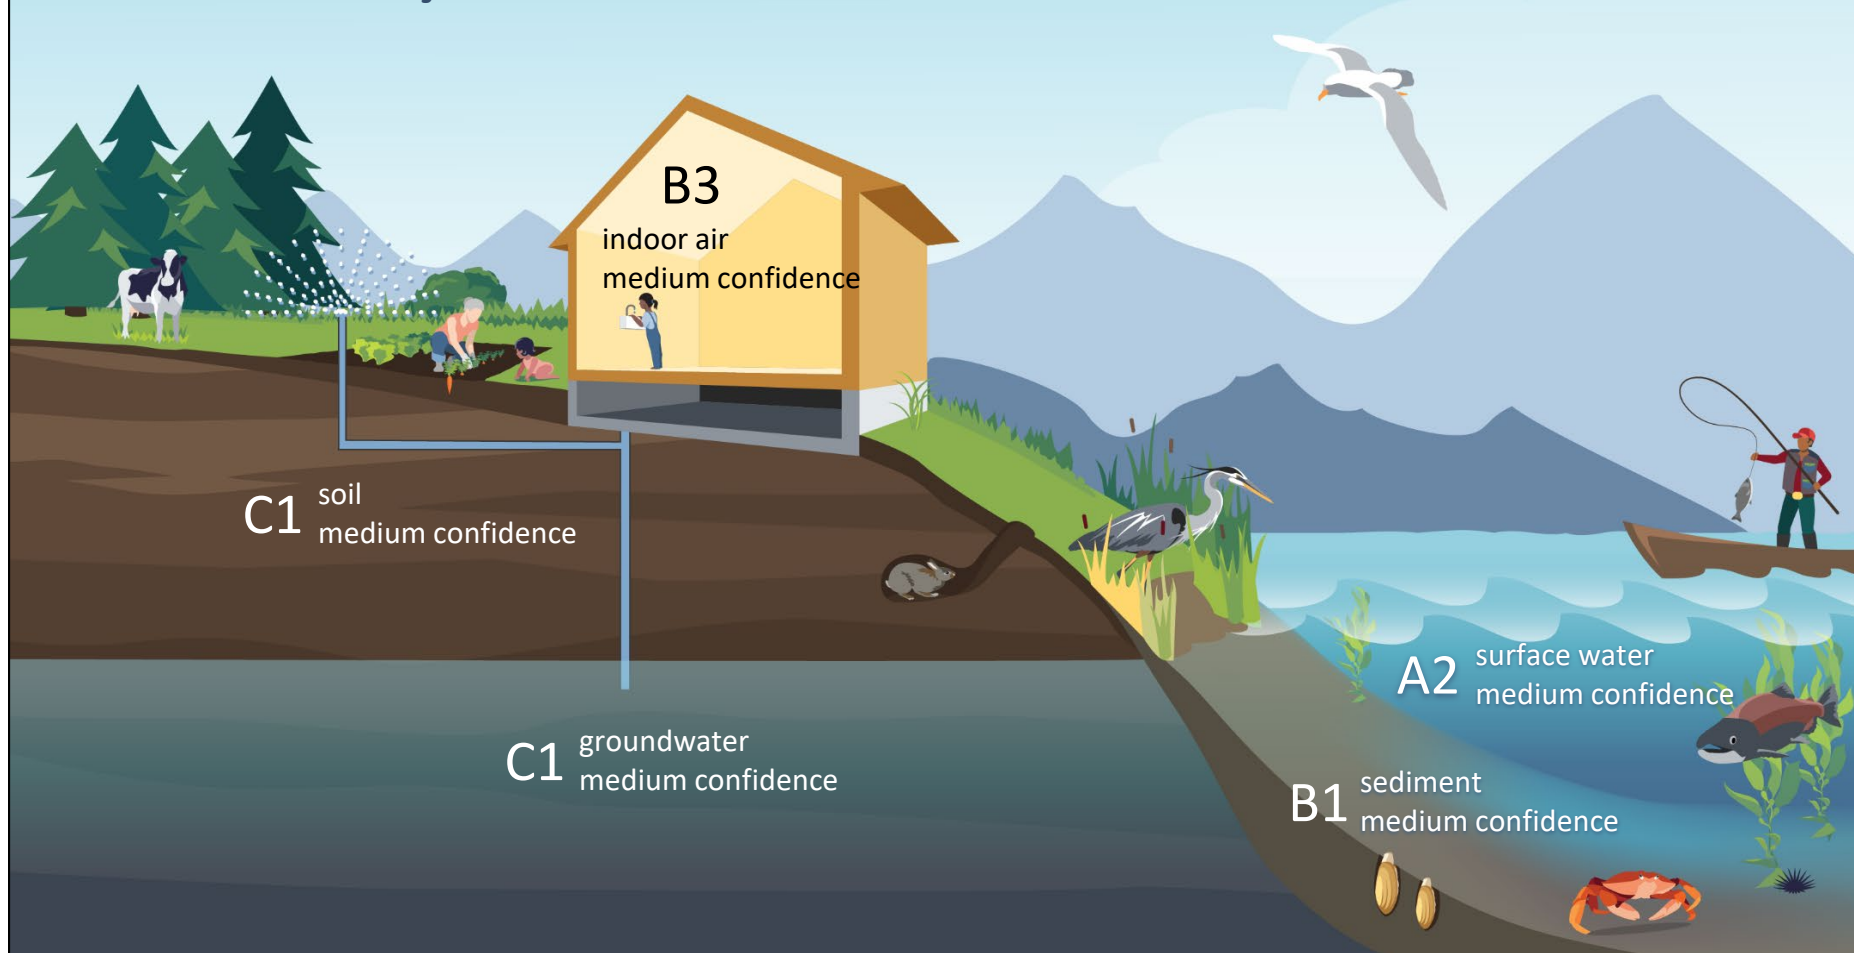 B3
indoor air
medium confidence
C1 soil
medium confidence
A2 surface water
medium confidence
C1 groundwater
medium confidence
B1 sediment
medium confidence